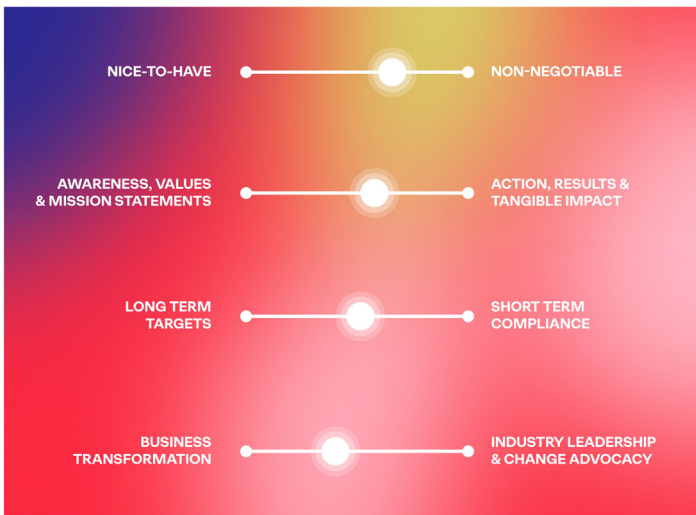 NICE-TO-HAVE
NON-NEGOTIABLE
AWARENESS, VALUES
& MISSION STATEMENTS
ACTION, RESULTS &
TANGIBLE IMPACT
LONG TERM
TARGETS
SHORT TERM
COMPLIANCE
BUSINESS
TRANSFORMATION
INDUSTRY LEADERSHIP
& CHANGE ADVOCACY